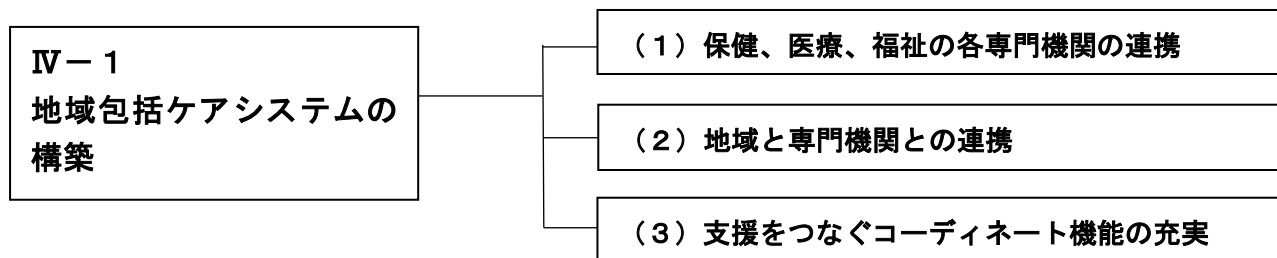 Ⅳ－１
地域包括ケアシステムの
構築
（１）保健、医療、福祉の各専門機関の連携
（２）地域と専門機関との連携
（３）支援をつなぐコーディネート機能の充実